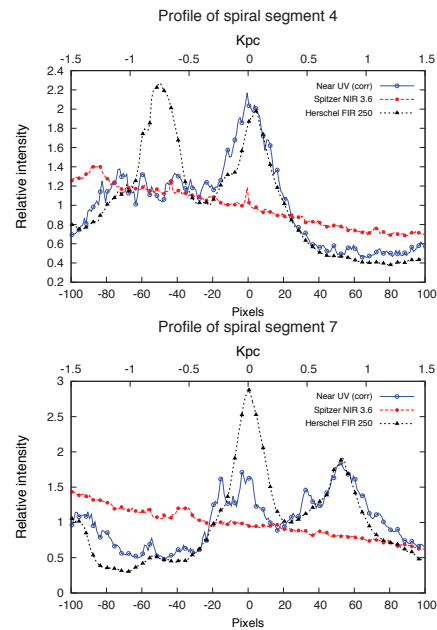 Profile of spiral segment 4
Kpc
-1.5 -1 -0.5 0 0.5 1 1.5
2.4
2.2
2
1.8
1.6
1.4
1.2
1
0.8
0.6
0.4
0.2
Relative intensity
Near UV (corr)
Spitzer NIR 3.6
Herschel FIR 250
-100 -80 -60 -40 -20 0 20 40 60 80 100
Pixels
Profile of spiral segment 7
Kpc
-1.5 -1 -0.5 0 0.5 1 1.5
3
2.5
2
1.5
1
0.5
0
Relative intensity
Near UV (corr)
Spitzer NIR 3.6
Herschel FIR 250
-100 -80 -60 -40 -20 0 20 40 60 80 100
Pixels